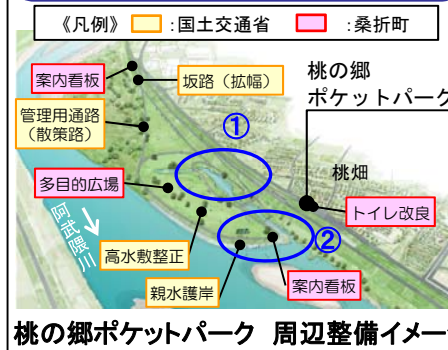 《凡例》 :国土交通省 :桑折町
案内看板
坂路（拡幅）
桃の郷
ポケットパーク
管理用通路
（散策路）
①
桃畑
多目的広場
トイレ改良
阿武隈川
高水敷整正
②
親水護岸
案内看板
桃の郷ポケットパーク 周辺整備イメー